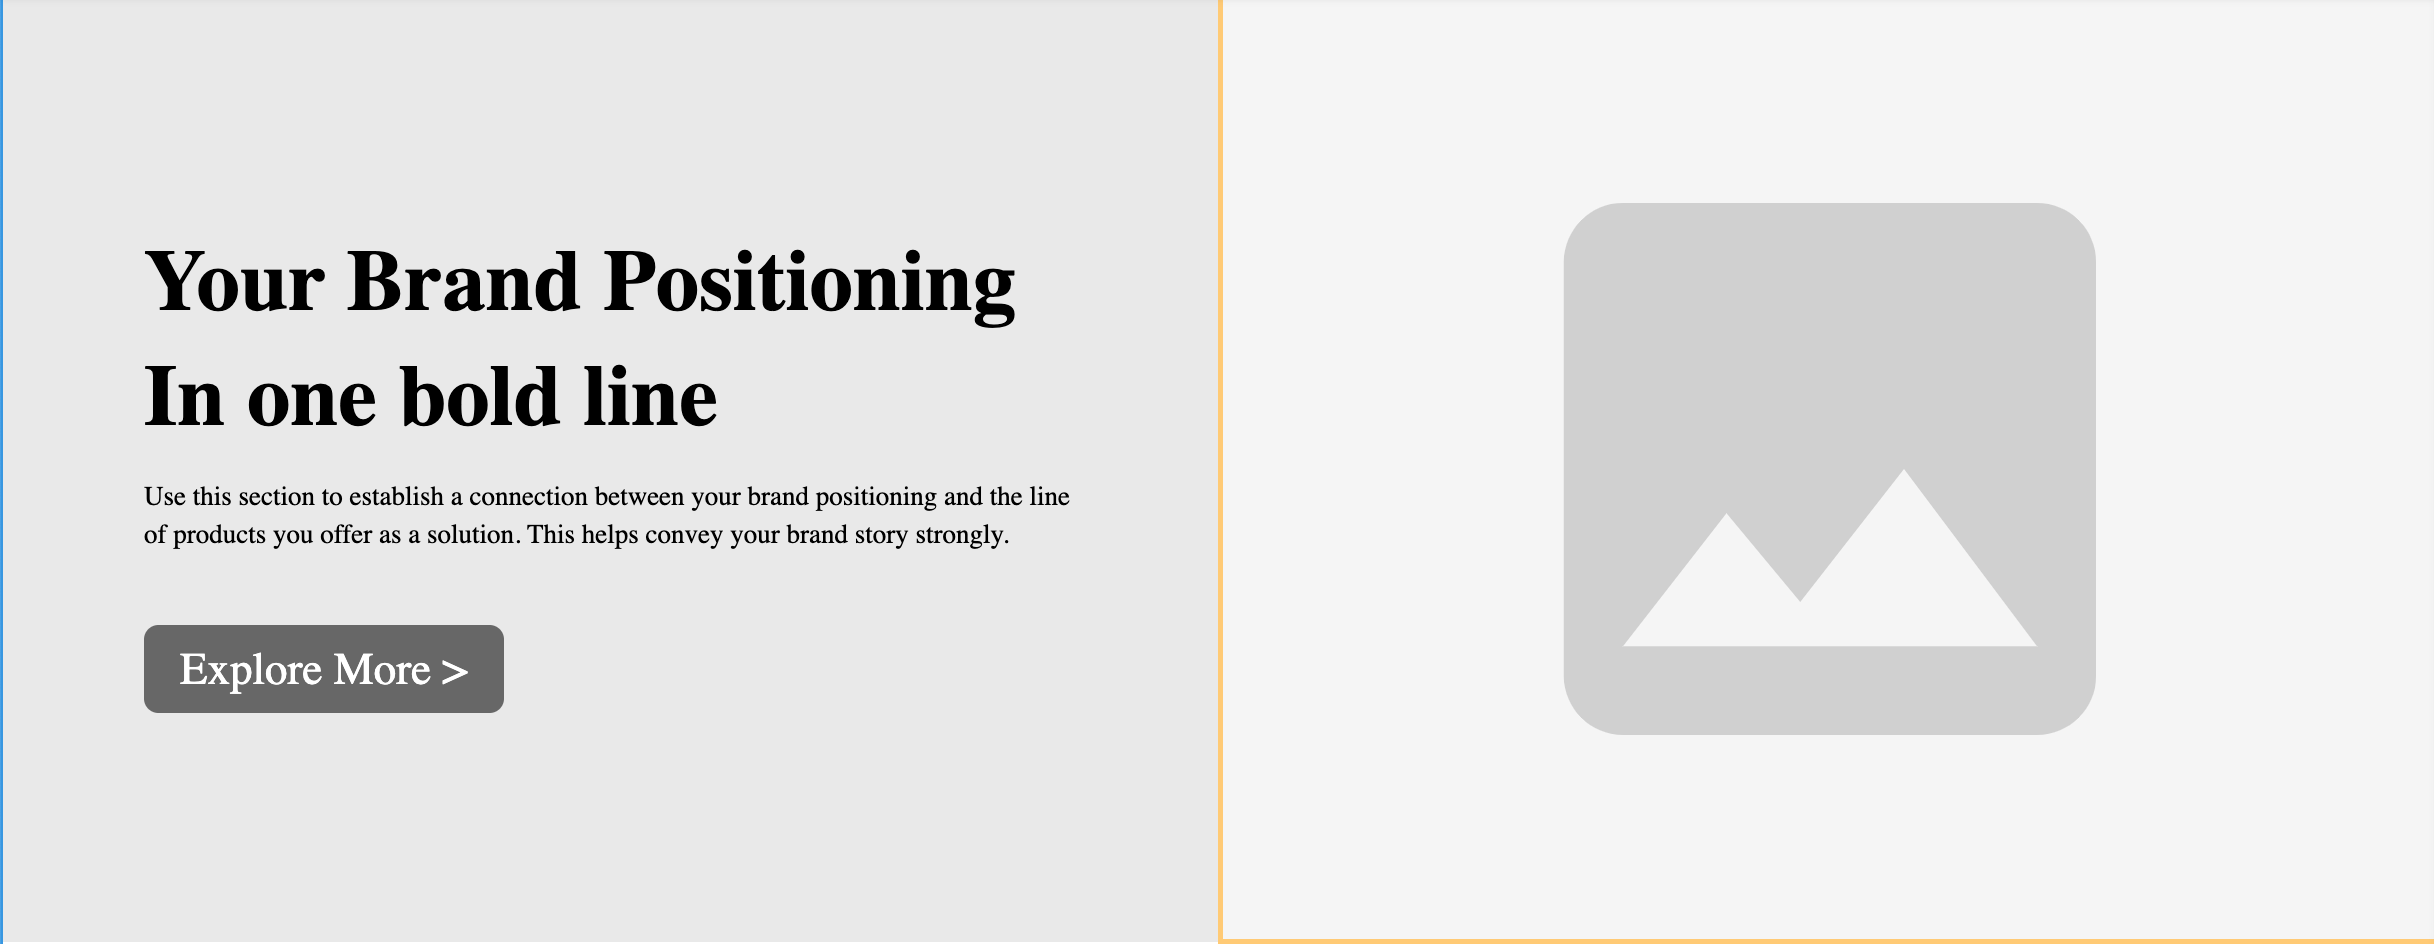 Your Brand Positioning
In one bold line
Use this section to establish a connection between your brand positioning and the line
of products you offer as a solution. This helps convey your brand story strongly.
Explore More >